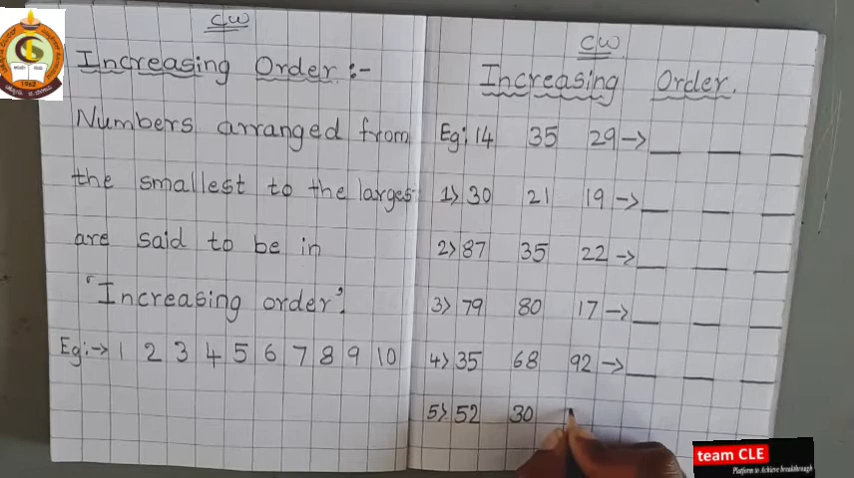 CW
Increasing Order :-
Numbers arranged from
the smallest to the larges
are said to be in
'Increasing order'.
Eg:-> 1 2 3 4 5 6 7 8 9 10
CW
Increasing Order.
Eg: 14 35 29 -> _ _ _
1> 30 21 19 -> _ _ _
2> 87 35 22 -> _ _ _
3> 79 80 17 -> _ _ _
4> 35 68 92 -> _ _ _
5> 52 30
team CLE
Platform to Achieve breakthrough